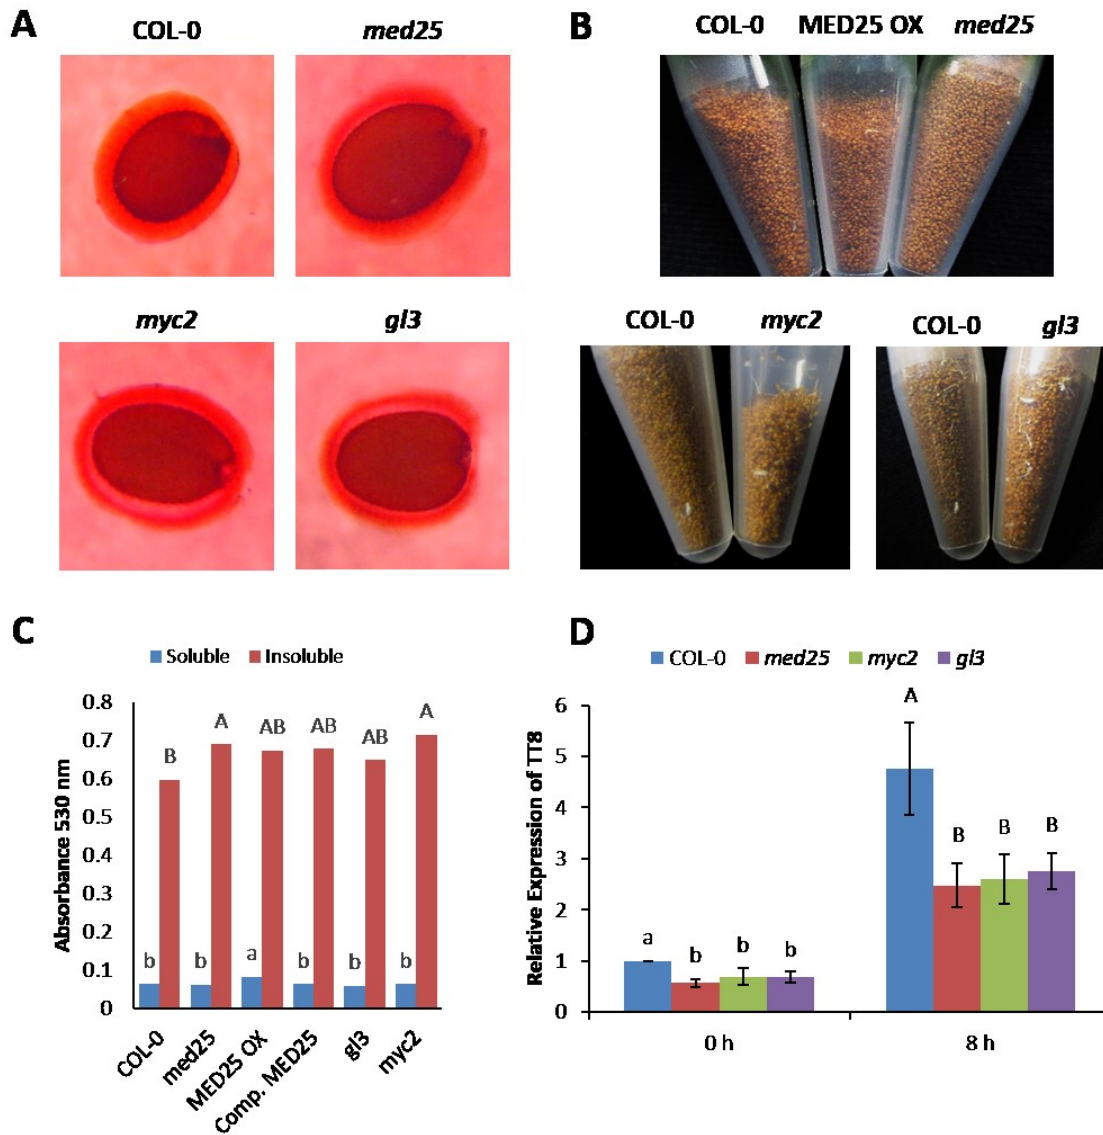 A
COL-0 med25
myc2 gl3
B
COL-0 MED25 OX med25
COL-0 myc2 COL-0 gl3
C
Soluble Insoluble
Absorbance 530 nm
0.8
0.7
0.6
0.5
0.4
0.3
0.2
0.1
0
B A AB AB AB A
b b a b b b
COL-0 med25 MED25 OX Comp. MED25 gl3 myc2
D
COL-0 med25 myc2 gl3
Relative Expression of TT8
6
5
4
3
2
1
0
a b b b
A B B B
0 h 8 h